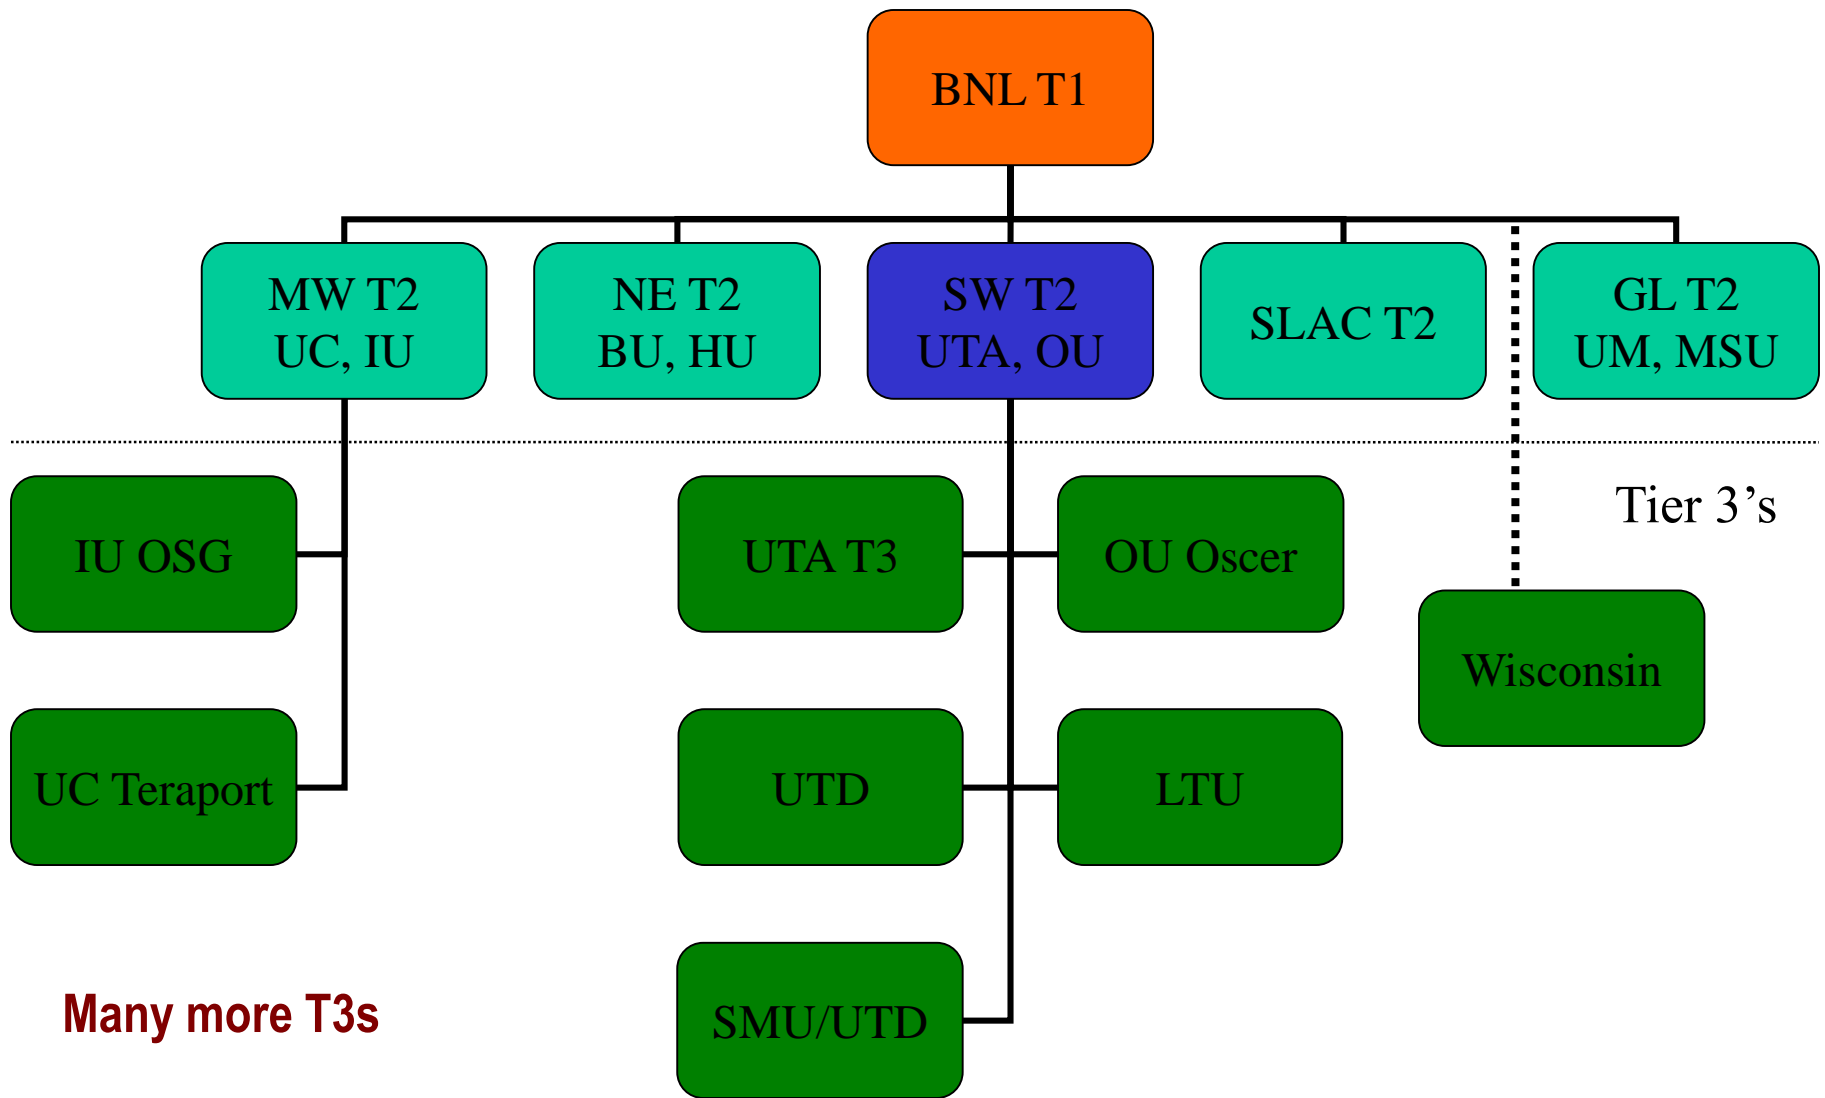 BNL T1
MW T2
UC, IU
NE T2
BU, HU
SW T2
UTA, OU
SLAC T2
GL T2
UM, MSU
Tier 3’s
IU OSG
UTA T3
OU Oscer
Wisconsin
UC Teraport
UTD
LTU
Many more T3s
SMU/UTD